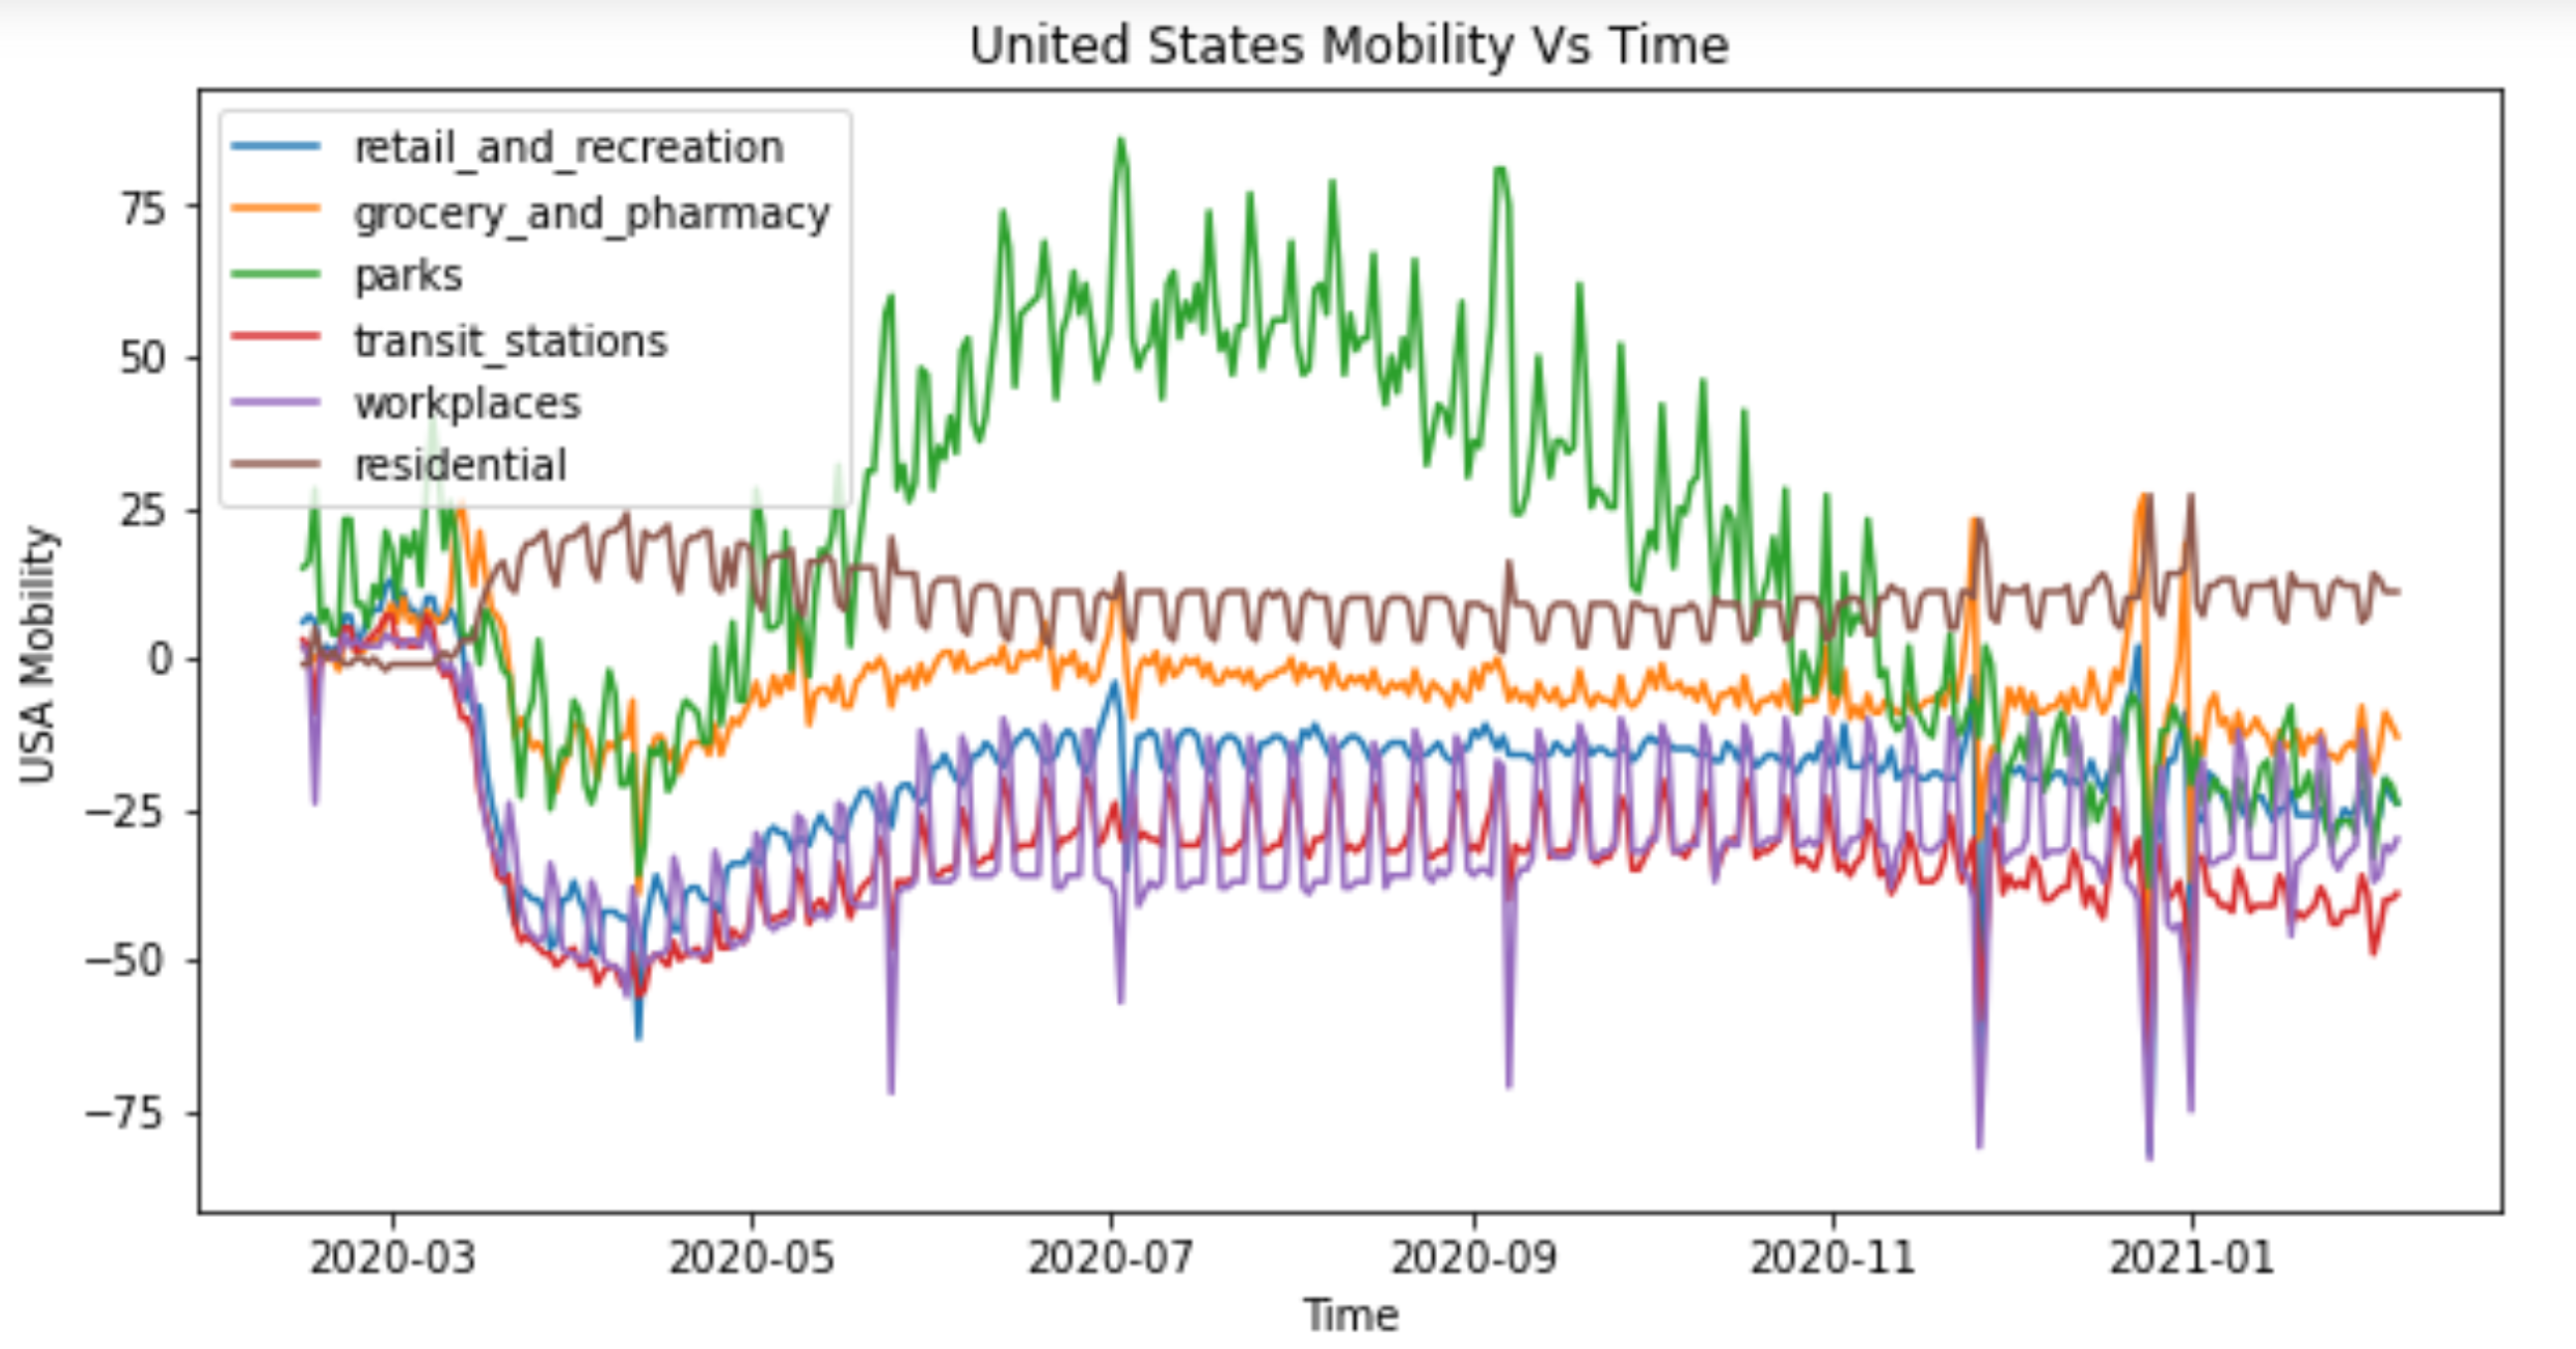 United States Mobility Vs Time
retail_and_recreation
grocery_and_pharmacy
parks
transit_stations
workplaces
residential
75
50
25
0
−25
−50
−75
USA Mobility
2020-03 2020-05 2020-07 2020-09 2020-11 2021-01
Time